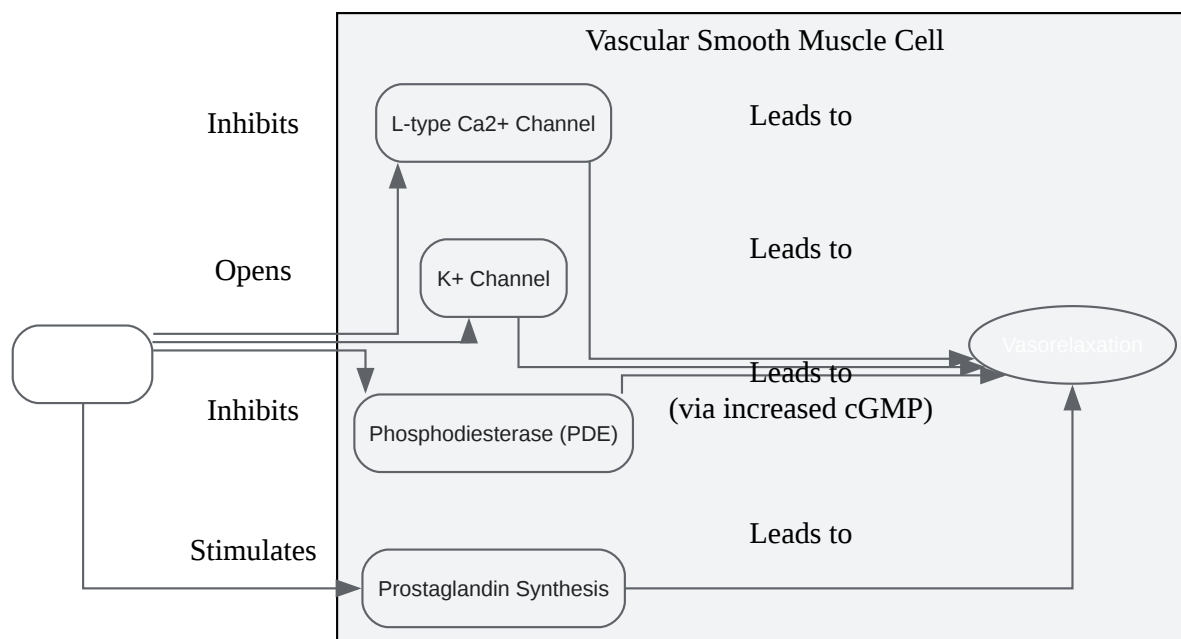 Vascular Smooth Muscle Cell
Inhibits
L-type Ca2+ Channel
Leads to
Opens
K+ Channel
Leads to
Vasorelaxation
Inhibits
Phosphodiesterase (PDE)
Leads to
(via increased cGMP)
Stimulates
Prostaglandin Synthesis
Leads to